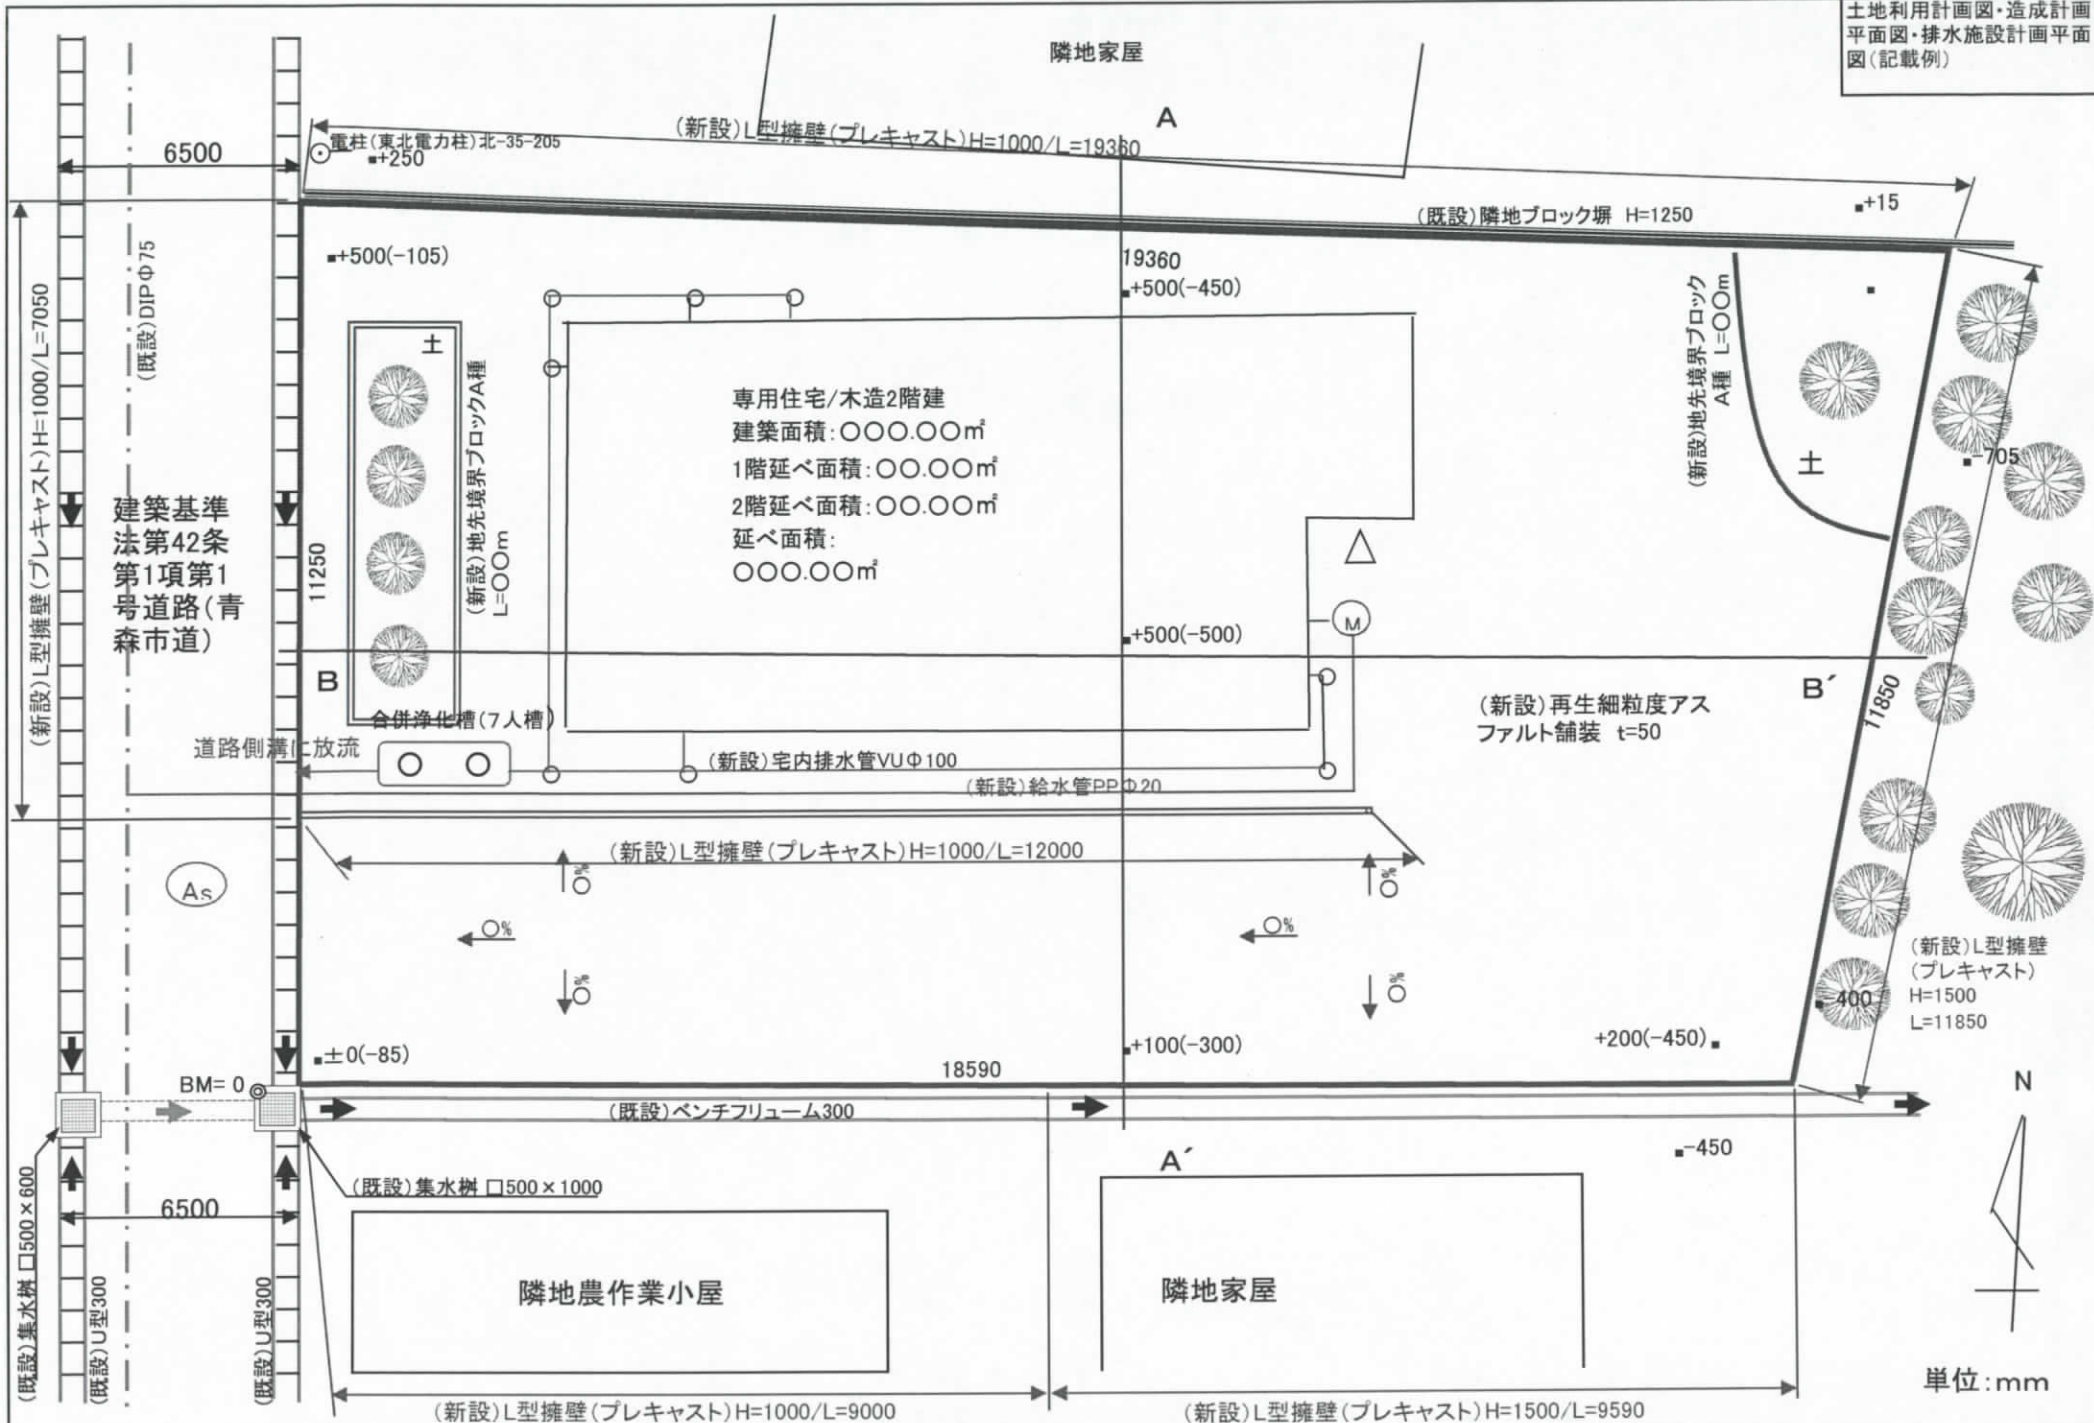 土地利用計画図・造成計画
平面図・排水施設計画平面
図(記載例)
隣地家屋
A
(新設)L型擁壁(プレキャスト)H=1000/L=19360
電柱(東北電力柱)北-35-205
+250
6500
(既設)隣地ブロック塀 H=1250
+15
+500(-105)
19360
+500(-450)
(既設)DIPΦ75
(新設)L型擁壁(プレキャスト)H=1000/L=7050
土
(新設)地先境界ブロックA種
L=〇〇m
専用住宅/木造2階建
建築面積:〇〇〇.〇〇㎡
1階延べ面積:〇〇.〇〇㎡
2階延べ面積:〇〇.〇〇㎡
延べ面積:
〇〇〇.〇〇㎡
(新設)地先境界ブロック
A種 L=〇〇m
土
-705
建築基準
法第42条
第1項第1
号道路(青
森市道)
11250
+500(-500)
M
B
B´
11850
(新設)再生細粒度アス
ファルト舗装 t=50
合併浄化槽(7人槽)
道路側溝に放流
(新設)宅内排水管VUΦ100
(新設)給水管PPΦ20
(新設)L型擁壁(プレキャスト)H=1000/L=12000
As
〇%
〇%
〇%
〇%
〇%
〇%
(新設)L型擁壁
(プレキャスト)
H=1500
L=11850
-400
±0(-85)
+100(-300)
+200(-450)
18590
BM=0
(既設)ベンチフリューム300
N
A´
-450
(既設)集水桝 □500×1000
6500
(既設)集水桝 □500×600
(既設)U型300
(既設)U型300
隣地農作業小屋
隣地家屋
単位:mm
(新設)L型擁壁(プレキャスト)H=1000/L=9000
(新設)L型擁壁(プレキャスト)H=1500/L=9590